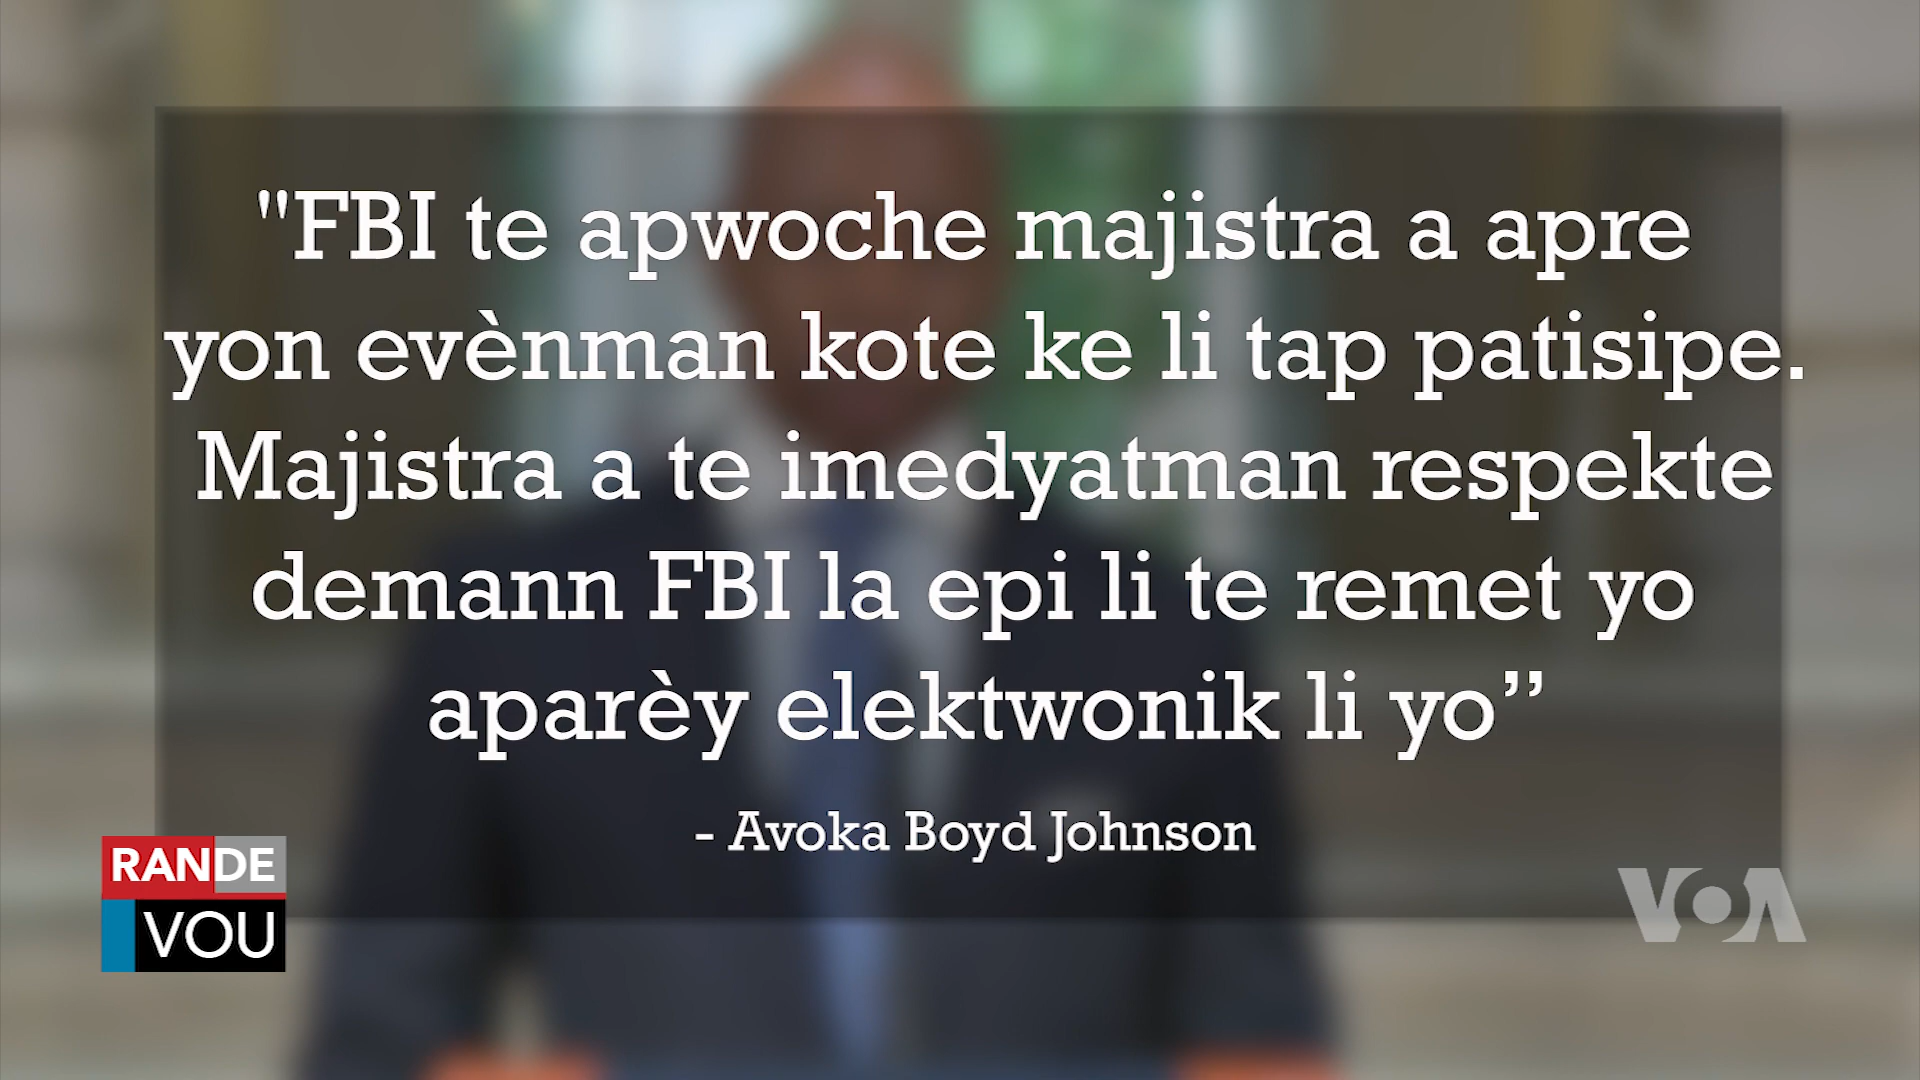 "FBI te apwoche majistra a apre
yon evènman kote ke li tap patisipe.
Majistra a te imedyatman respekte
demann FBI la epi li te remet yo
aparèy elektwonik li yo”
- Avoka Boyd Johnson
RANDE
VOU
VOA